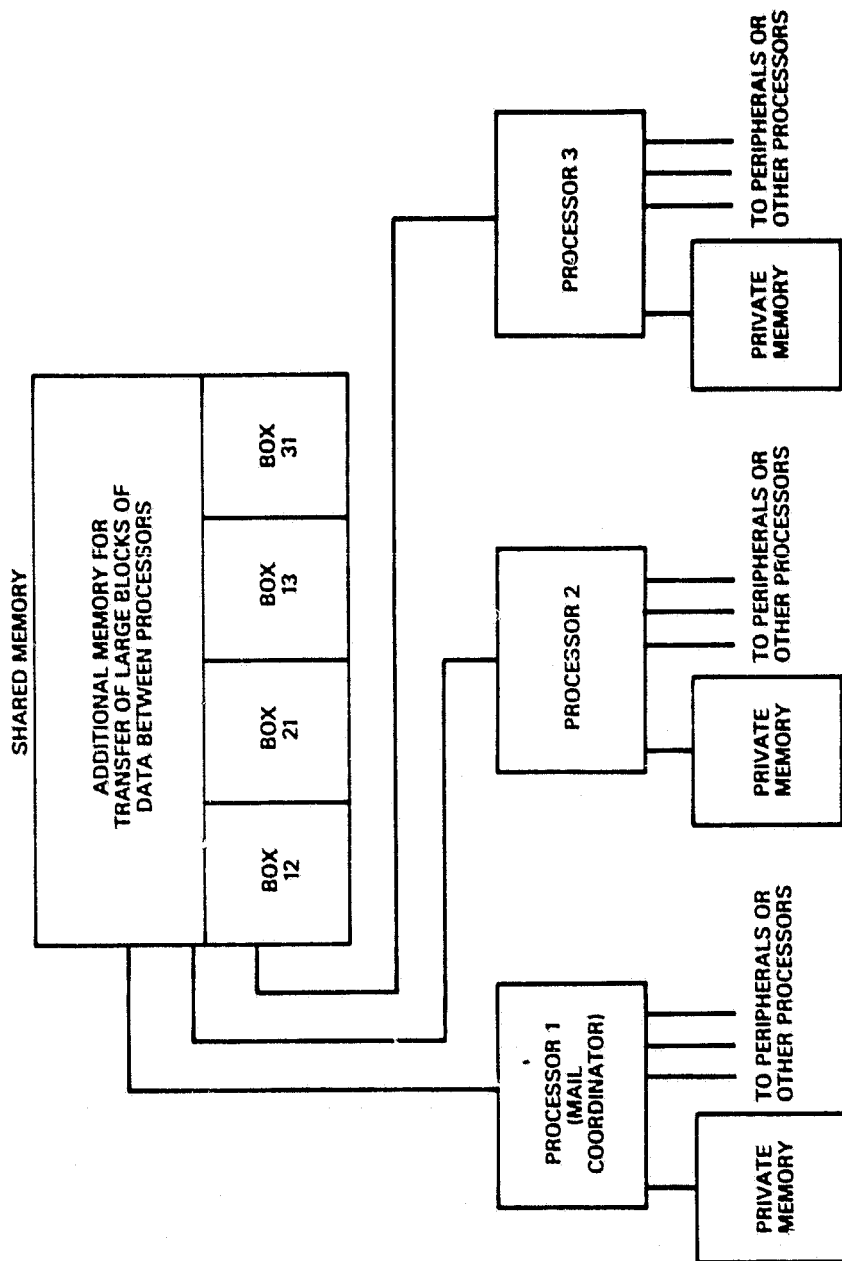 SHARED MEMORY
ADDITIONAL MEMORY FOR
TRANSFER OF LARGE BLOCKS OF
DATA BETWEEN PROCESSORS
BOX
12
BOX
21
BOX
13
BOX
31
PROCESSOR 1
(MAIL
COORDINATOR)
PROCESSOR 2
PROCESSOR 3
PRIVATE
MEMORY
TO PERIPHERALS OR
OTHER PROCESSORS
PRIVATE
MEMORY
TO PERIPHERALS OR
OTHER PROCESSORS
PRIVATE
MEMORY
TO PERIPHERALS OR
OTHER PROCESSORS